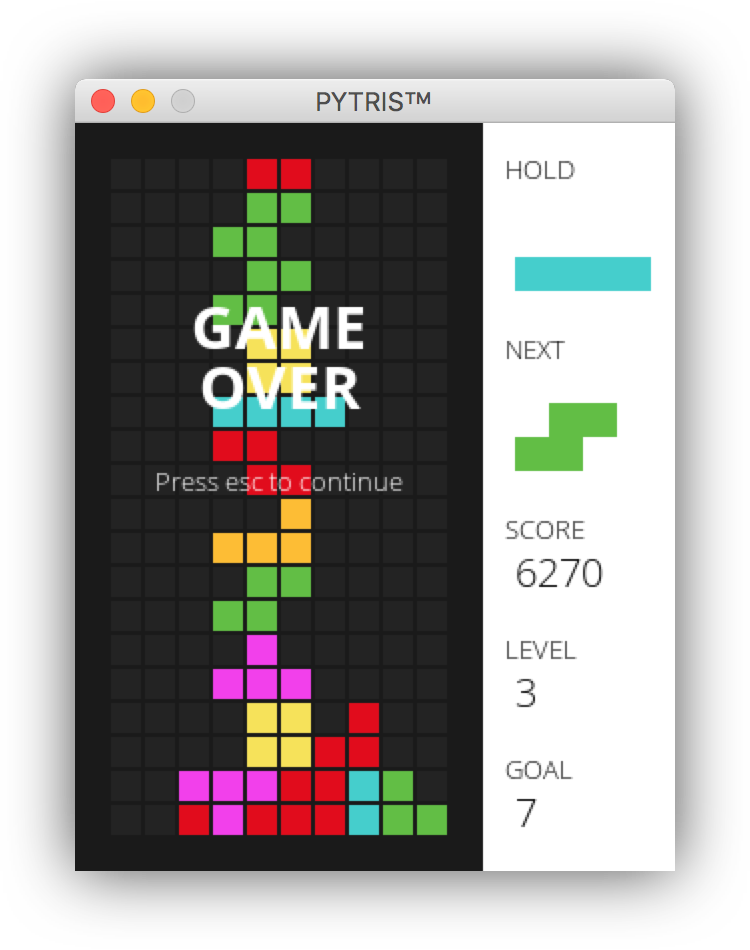 PYTRIS™
HOLD
NEXT
SCORE
6270
LEVEL
3
GOAL
7
GAME
OVER
Press esc to continue